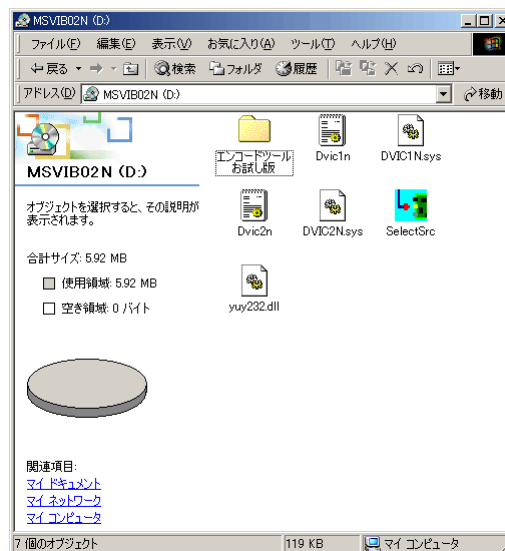 MSVIB02N (D:)
ファイル(F) 編集(E) 表示(V) お気に入り(A) ツール(T) ヘルプ(H)
戻る 検索 フォルダ 履歴
アドレス(D) MSVIB02N (D:) 移動
MSVIB02N (D:)
オブジェクトを選択すると、その説明が
表示されます。
合計サイズ: 5.92 MB
使用領域: 5.92 MB
空き領域: 0 バイト
関連項目:
マイ ドキュメント
マイ ネットワーク
マイ コンピュータ
エンコードツール
お試し版
Dvic1n
DVIC1N.sys
Dvic2n
DVIC2N.sys
SelectSrc
yuy232.dll
7 個のオブジェクト 119 KB マイ コンピュータ